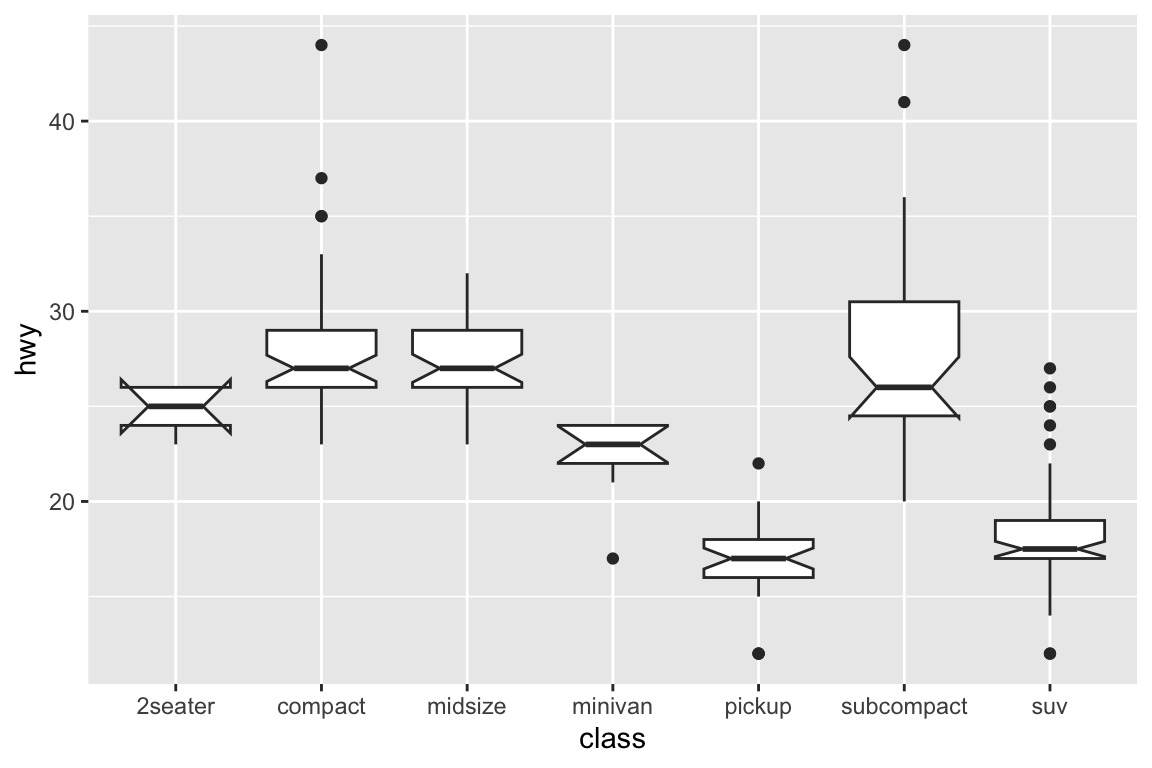 40
30
20
hwy
2seater compact midsize minivan pickup subcompact suv
class